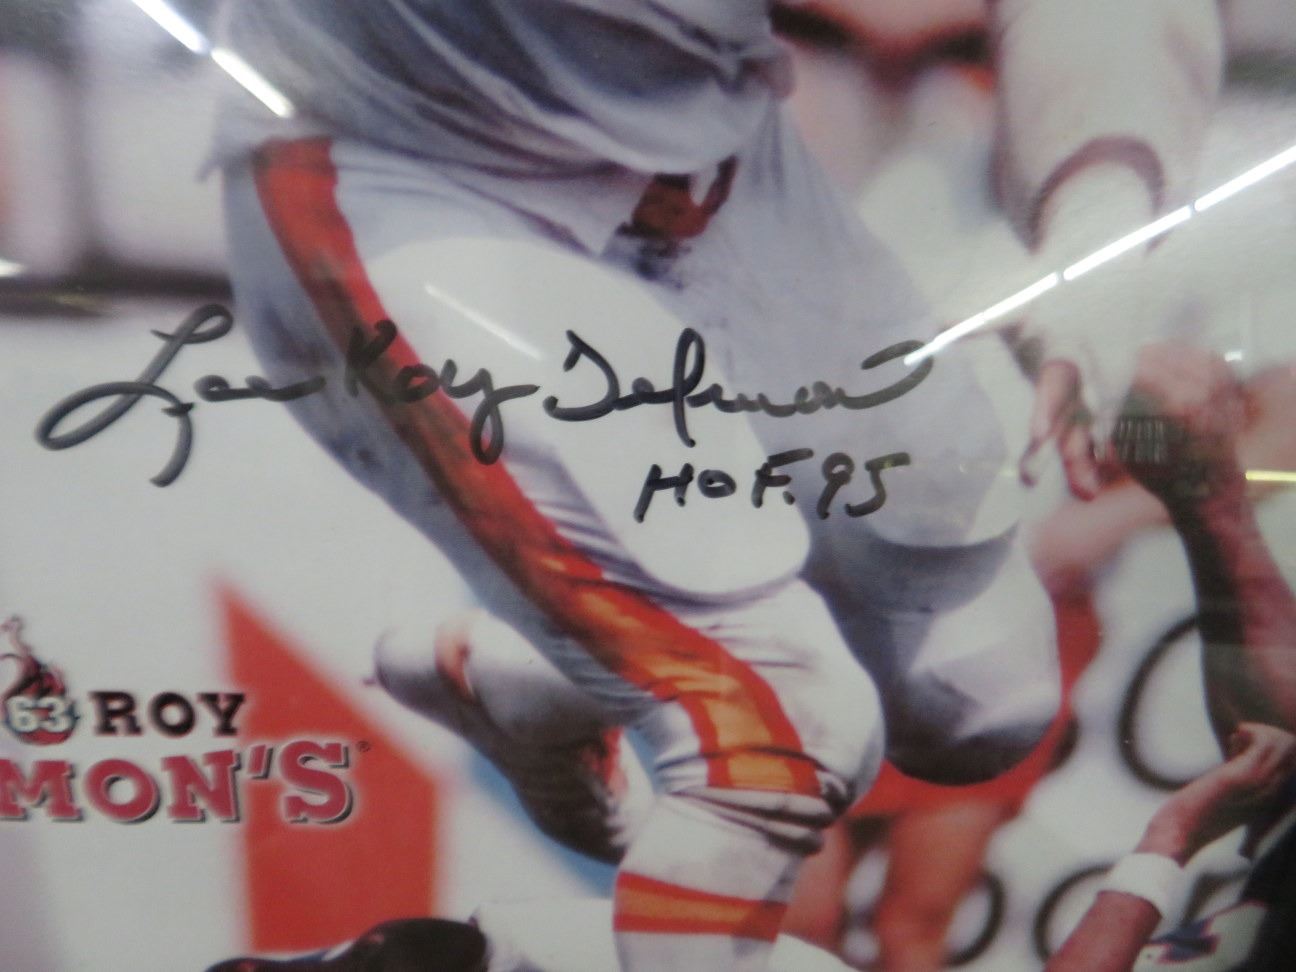 Lee Roy Selmon
HOF. 95
63 ROY
MON'S®